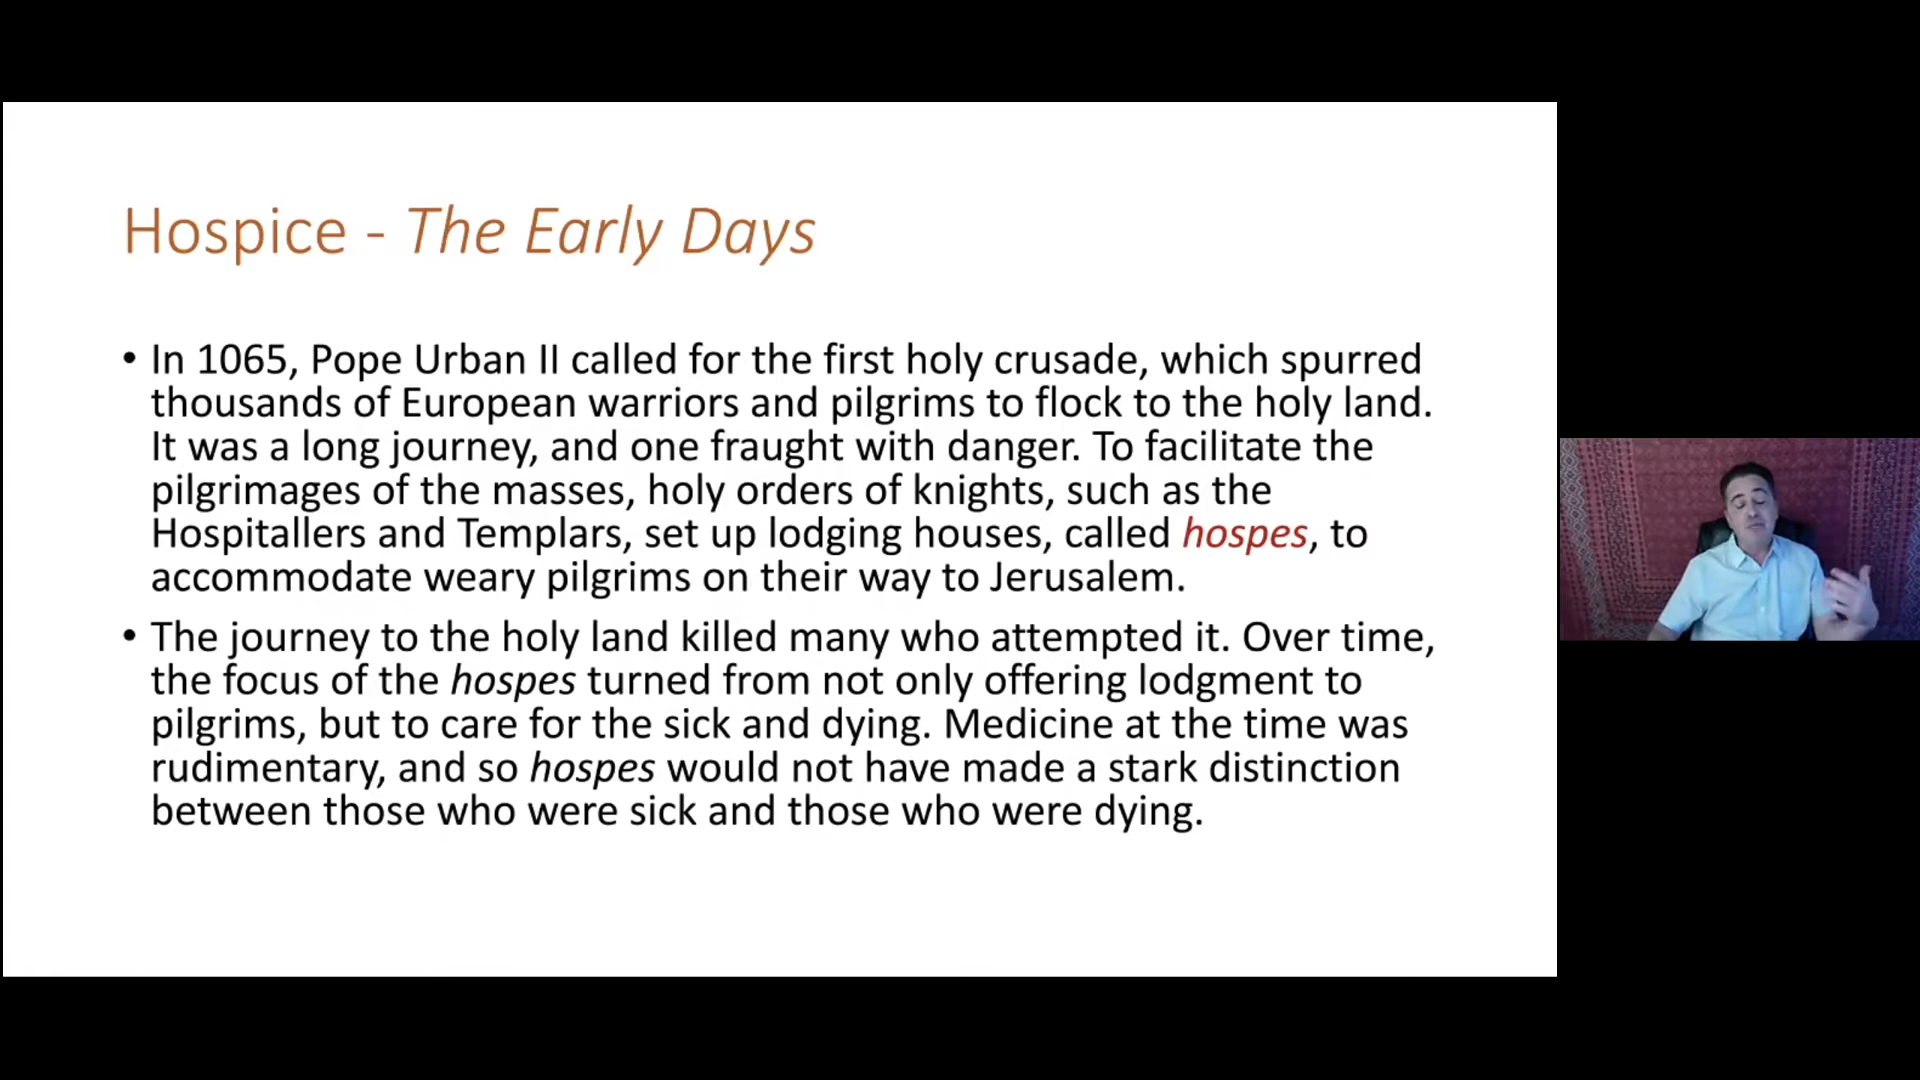 Hospice - The Early Days
• In 1065, Pope Urban II called for the first holy crusade, which spurred
thousands of European warriors and pilgrims to flock to the holy land.
It was a long journey, and one fraught with danger. To facilitate the
pilgrimages of the masses, holy orders of knights, such as the
Hospitallers and Templars, set up lodging houses, called hospes, to
accommodate weary pilgrims on their way to Jerusalem.
• The journey to the holy land killed many who attempted it. Over time,
the focus of the hospes turned from not only offering lodgment to
pilgrims, but to care for the sick and dying. Medicine at the time was
rudimentary, and so hospes would not have made a stark distinction
between those who were sick and those who were dying.